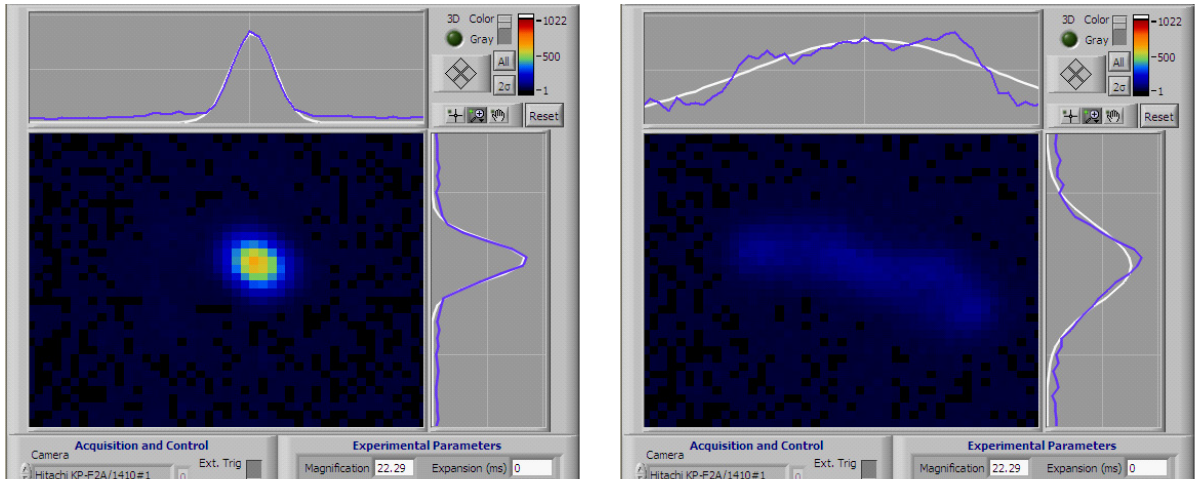 3D Color
Gray
1022
500
1
All
2σ
Reset
Acquisition and Control
Camera
Hitachi KP-F2A/1410#1
0
Ext. Trig
Experimental Parameters
Magnification 22.29 Expansion (ms) 0
3D Color
Gray
1022
500
1
All
2σ
Reset
Acquisition and Control
Camera
Hitachi KP-F2A/1410#1
0
Ext. Trig
Experimental Parameters
Magnification 22.29 Expansion (ms) 0